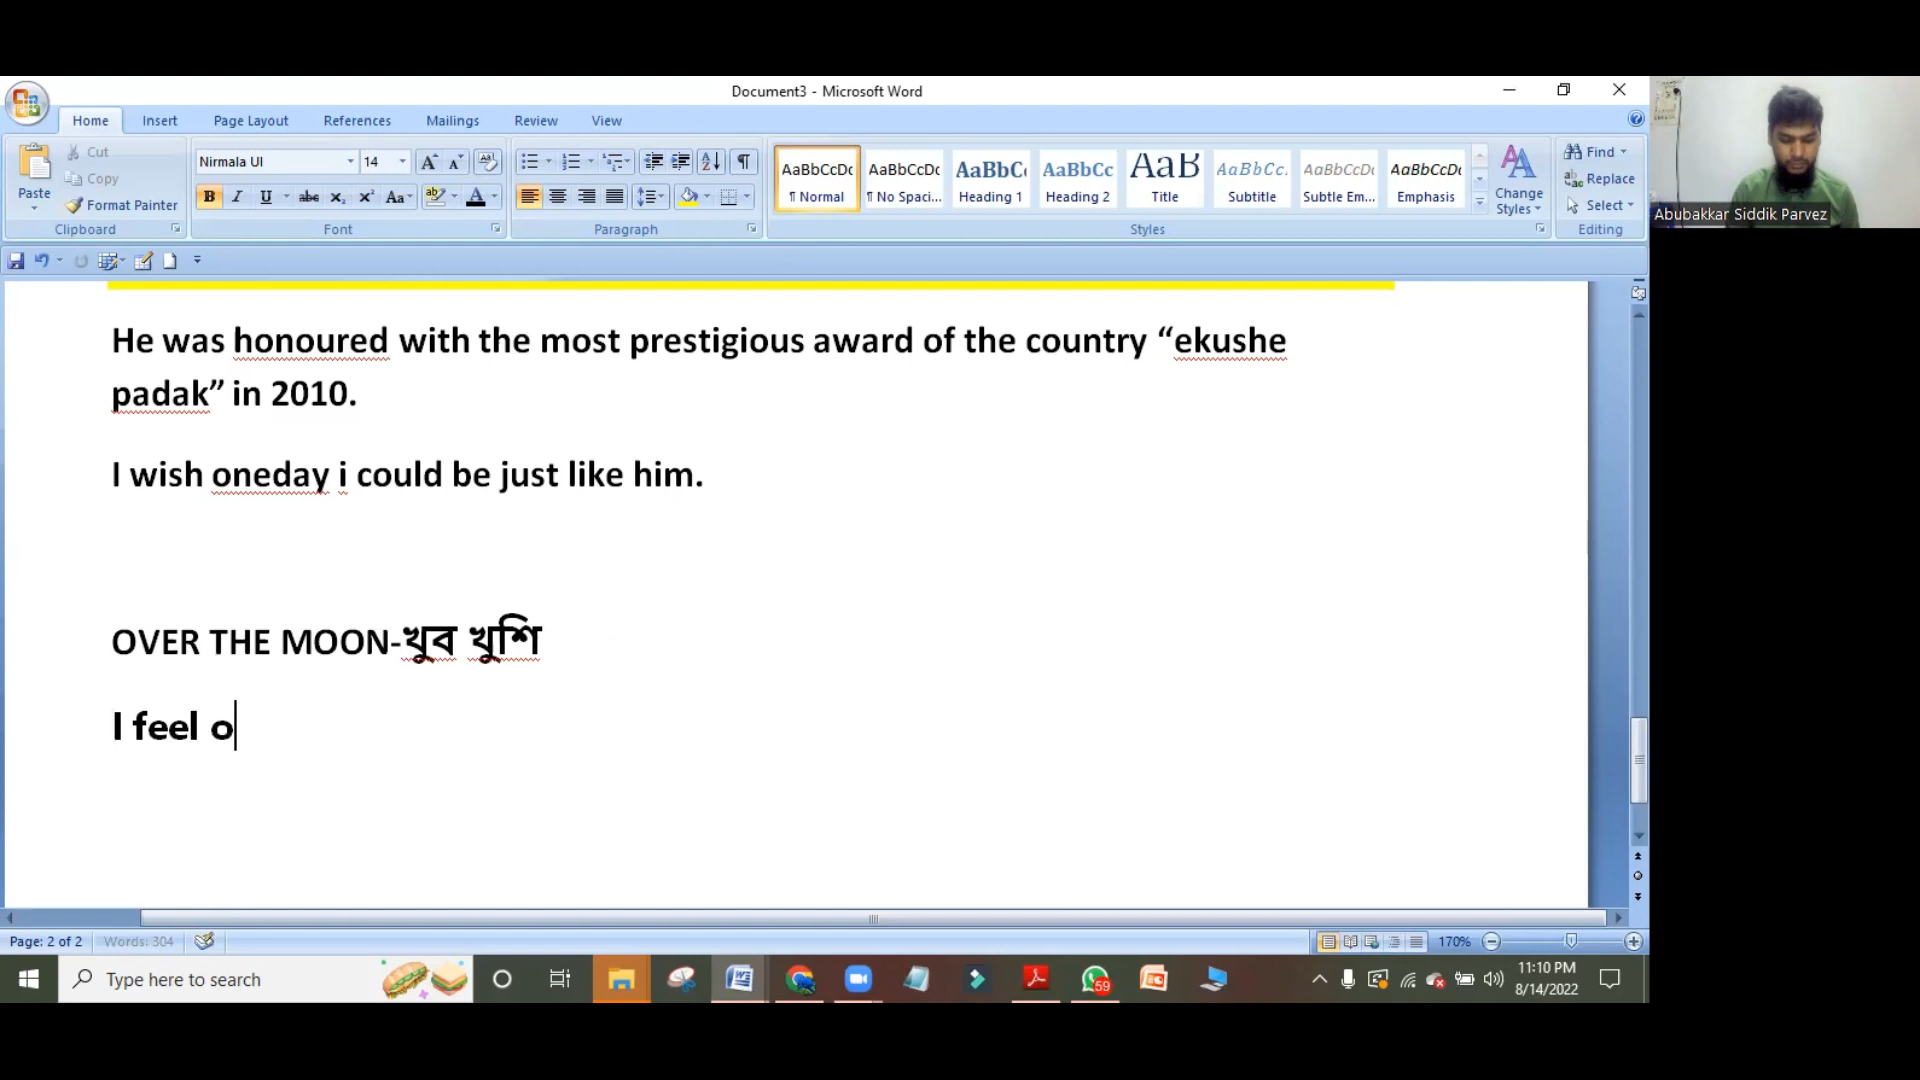 Document3 - Microsoft Word
Home Insert Page Layout References Mailings Review View
Cut
Copy
Paste
Format Painter
Clipboard
Nirmala UI 14
Font
Paragraph
AaBbCcDc AaBbCcDc AaBbC AaBbCc AaB AaBbCc. AaBbCcDc AaBbCcDc
¶ Normal ¶ No Spaci... Heading 1 Heading 2 Title Subtitle Subtle Em... Emphasis
Change
Styles
Styles
Find
Replace
Select
Editing
Abubakkar Siddik Parvez
He was honoured with the most prestigious award of the country “ekushe
padak” in 2010.
I wish oneday i could be just like him.
OVER THE MOON-খুব খুশি
I feel o
Page: 2 of 2 Words: 304 170%
Type here to search
59
11:10 PM
8/14/2022